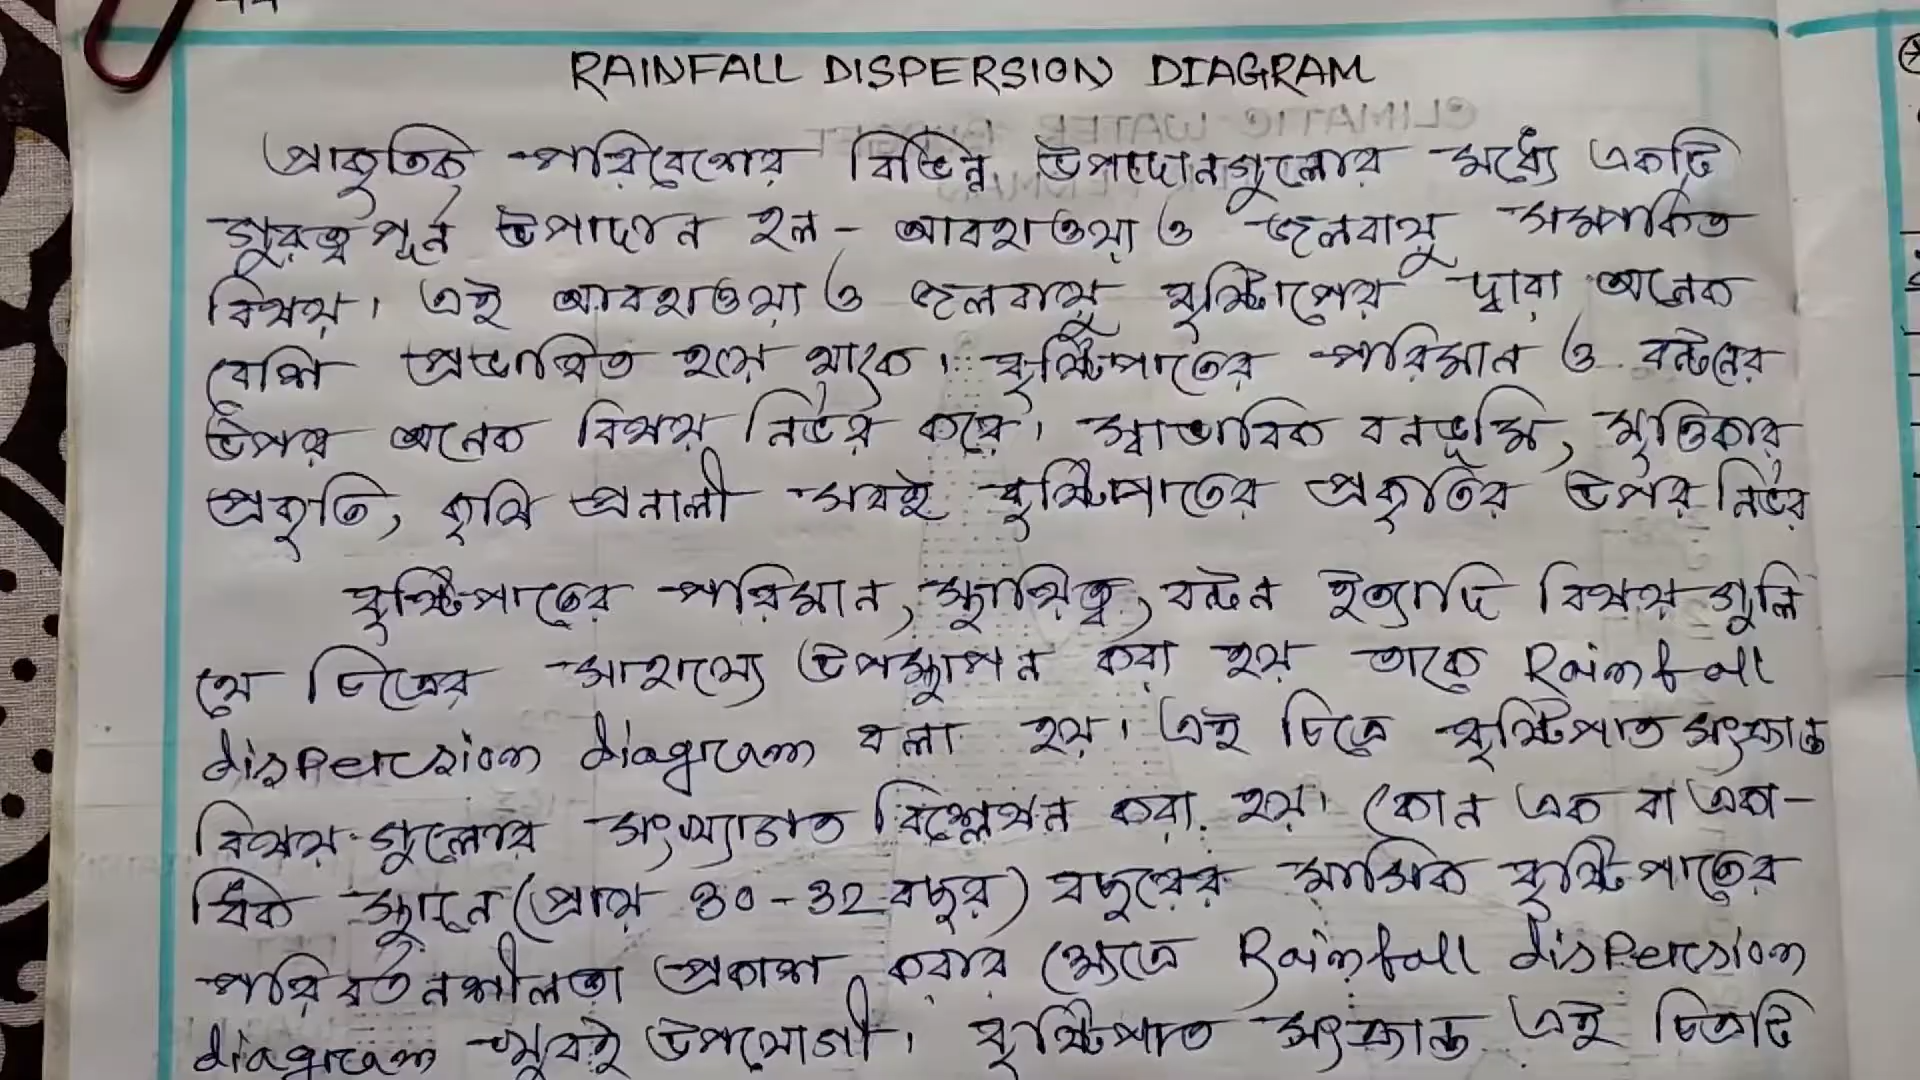 RAINFALL DISPERSION DIAGRAM
প্রাকৃতিক পরিবেশের বিভিন্ন উপাদানগুলোর মধ্যে একটি
গুরুত্ব পূর্ন উপাদান হল - আবহাওয়া ও জলবায়ু সম্পর্কিত
বিষয়। এই আবহাওয়া ও জলবায়ু বৃষ্টিপের দ্বারা অনেক
বেশি প্রভাবিত হয়ে থাকে। বৃষ্টিপাতের পরিমান ও বন্টনের
উপর অনেক বিষয় নির্ভর করে। স্বাভাবিক বনভূমি, মৃত্তিকার
প্রকৃতি, কৃষি প্রনালী সবই বৃষ্টিপাতের প্রকৃতির উপর নির্ভর
বৃষ্টিপাতের পরিমান, স্থায়িত্ব, বন্টন ইত্যাদি বিষয় গুলি
যে চিত্রের সাহায্যে উপস্থাপন করা হয় তাকে Rainfall
dispersion diagram বলা হয়। এই চিত্রে বৃষ্টিপাত সংক্রান্ত
বিষয় গুলোর সংখ্যাগত বিশ্লেষন করা হয়। কোন এক বা একা-
ধিক স্থানে (প্রায় 30-32 বছর) বছরের মাসিক বৃষ্টি পাতের
পরিবর্তনশীলতা প্রকাশ করার ক্ষেত্রে Rainfall dispersion
diagram খুবই উপযোগী। বৃষ্টিপাত সংক্রান্ত এই চিত্রটি